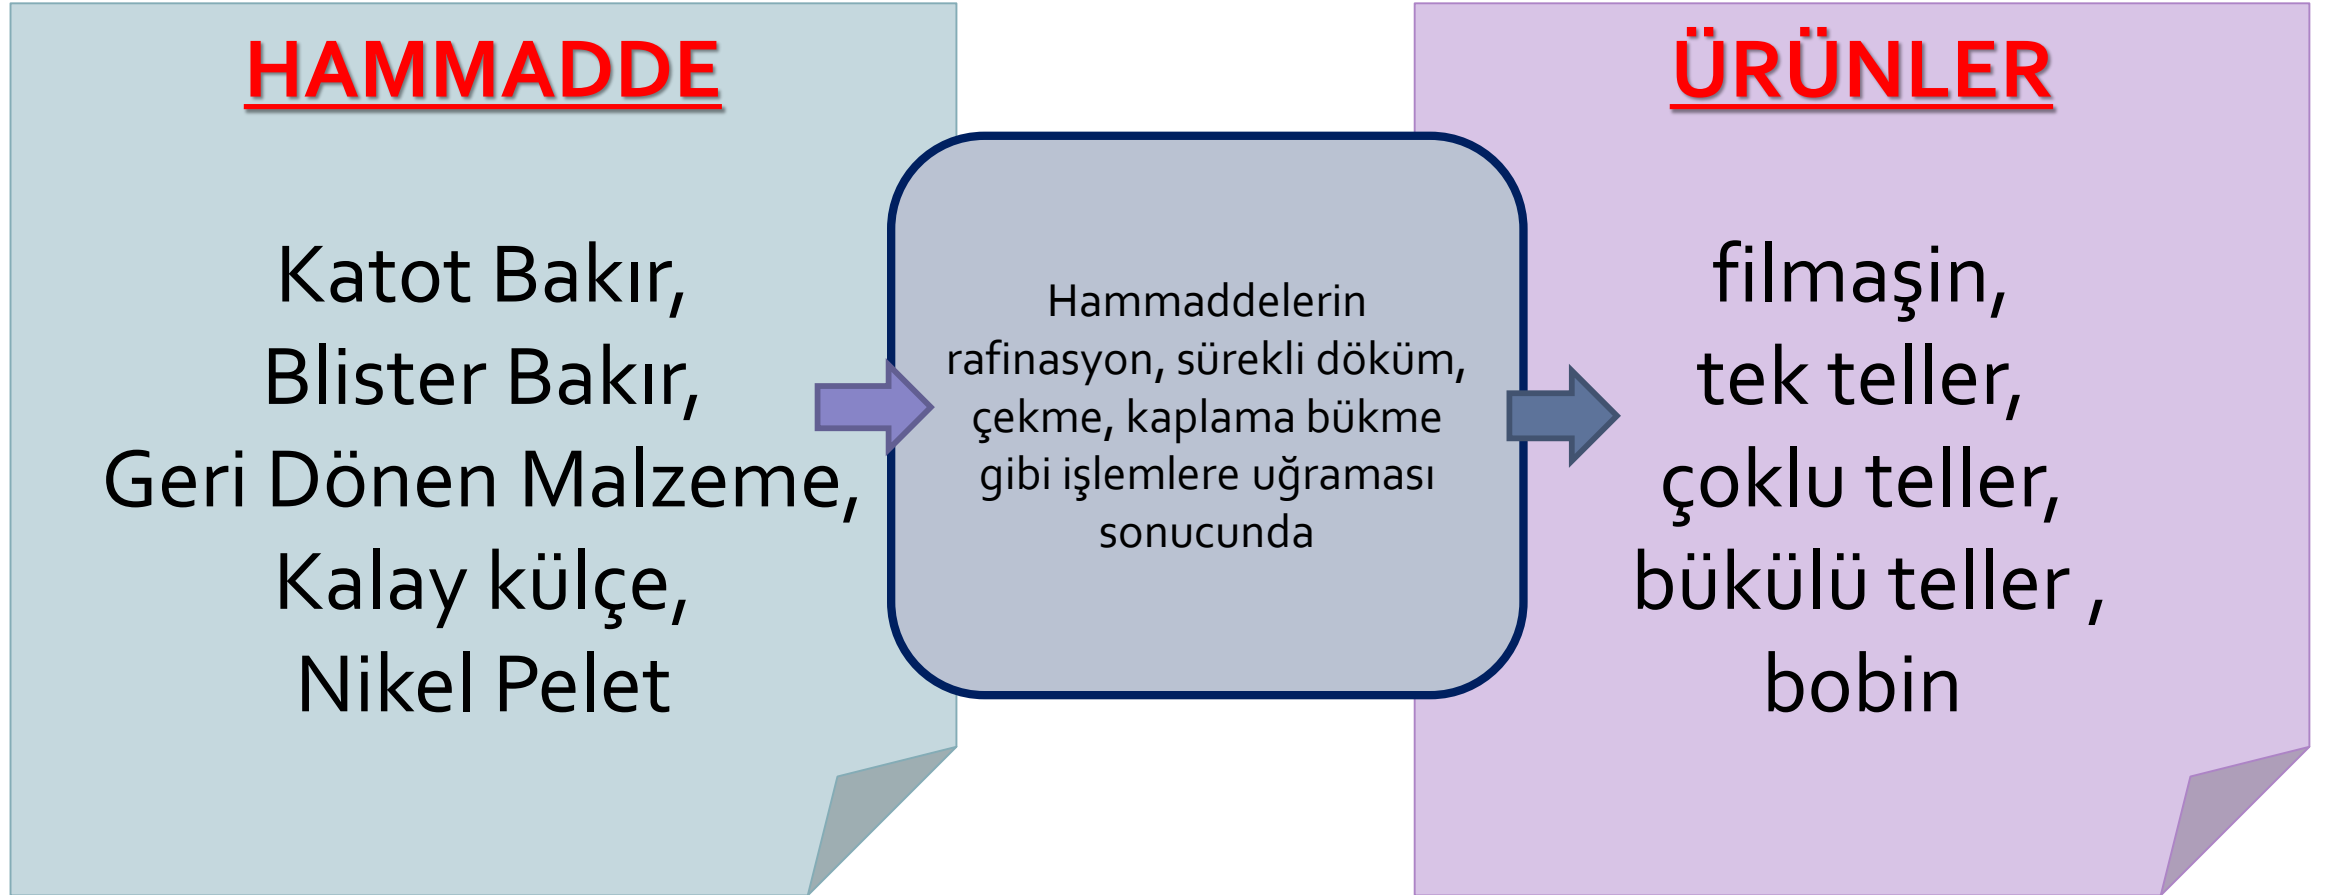 HAMMADDE
Katot Bakır,
Blister Bakır,
Geri Dönen Malzeme,
Kalay külçe,
Nikel Pelet
Hammaddelerin
rafinasyon, sürekli döküm,
çekme, kaplama bükme
gibi işlemlere uğraması
sonucunda
ÜRÜNLER
filmaşin,
tek teller,
çoklu teller,
bükülü teller ,
bobin